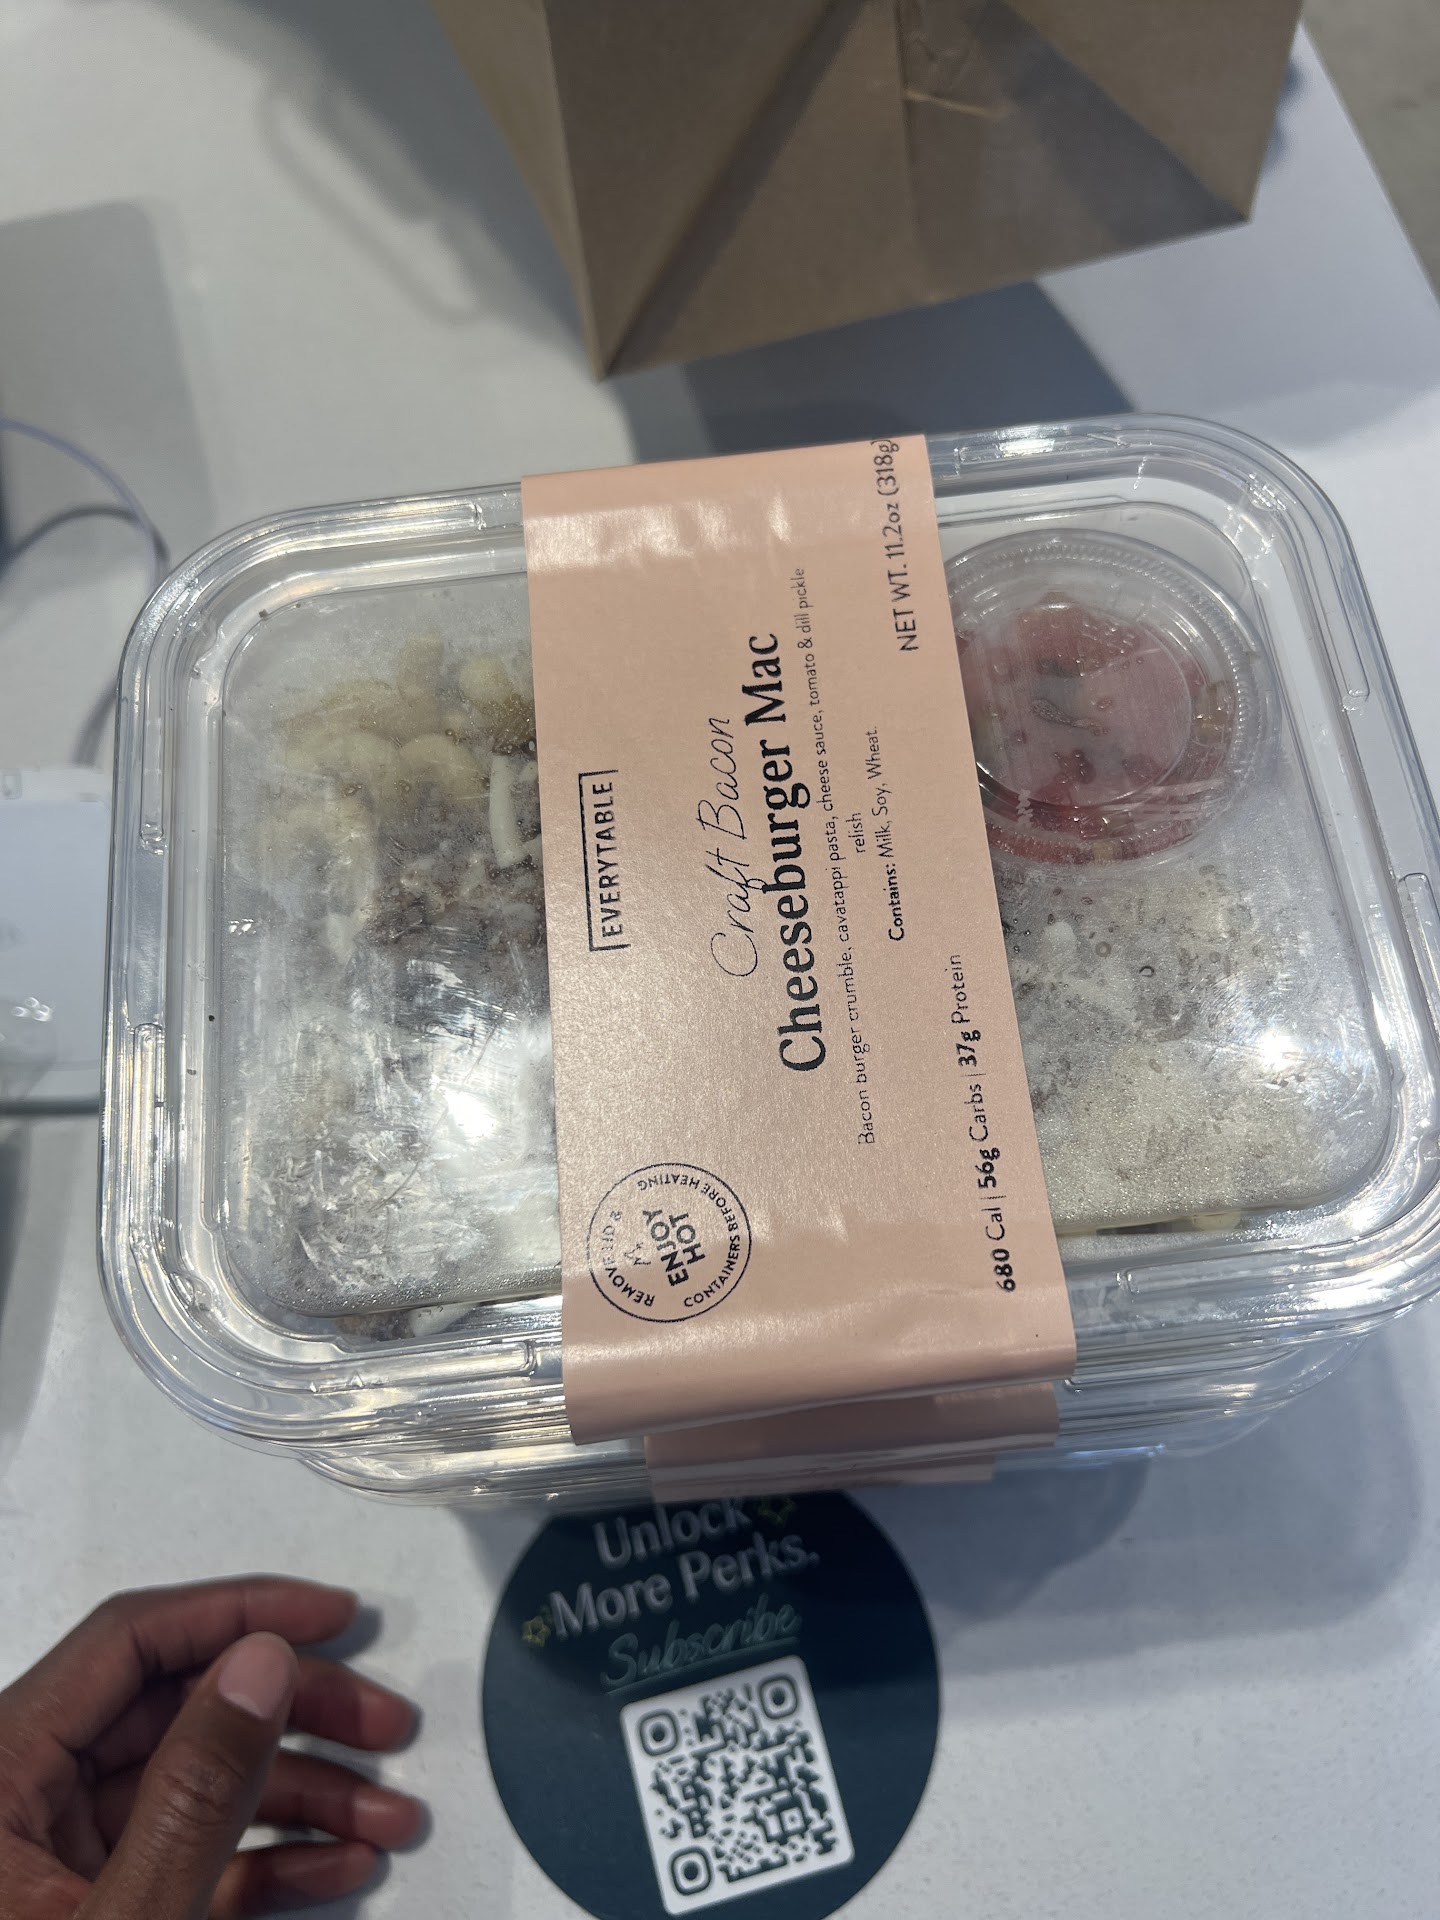 EVERYTABLE
Craft Bacon
Cheeseburger Mac
Bacon burger crumble, cavatappi pasta, cheese sauce, tomato & dill pickle
relish
Contains: Milk, Soy, Wheat.
680 Cal | 56g Carbs | 37g Protein
NET WT. 11.2oz (318g)
REMOVE LID &
CONTAINERS BEFORE HEATING
ENJOY
HOT
Unlock
More Perks.
Subscribe